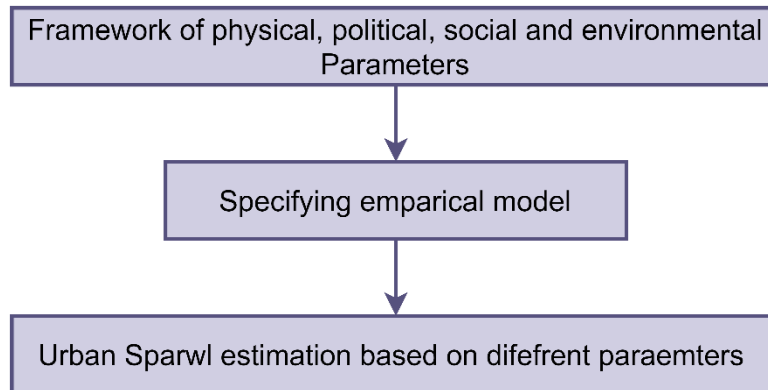 Framework of physical, political, social and environmental
Parameters
Specifying emparical model
Urban Sparwl estimation based on difefrent paraemters